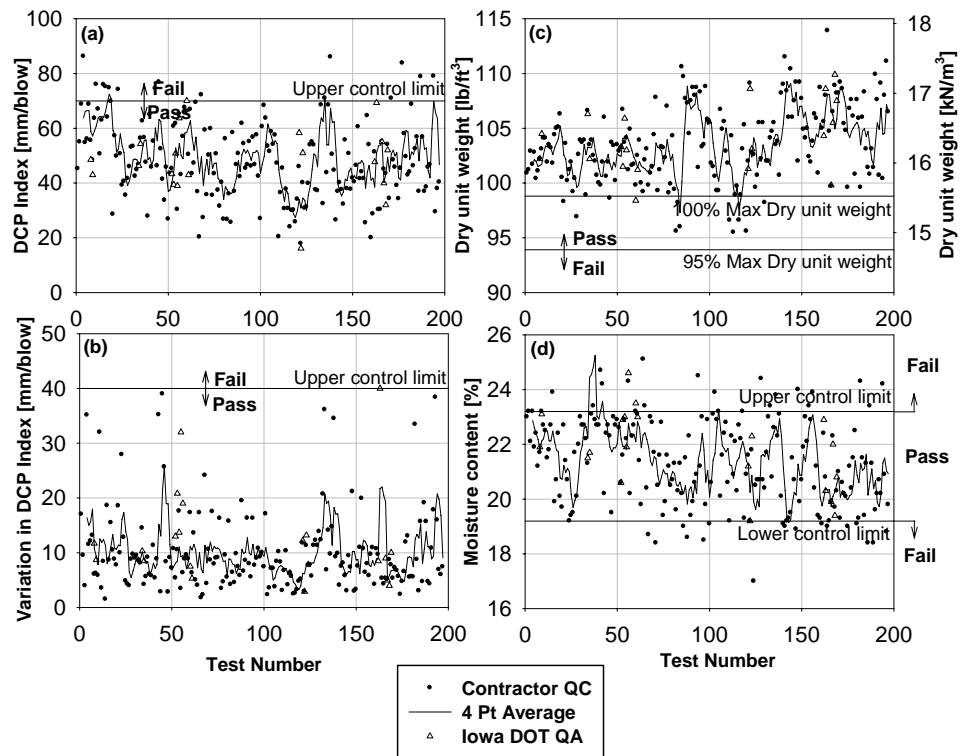 (a)
DCP Index [mm/blow]
100
80
60
40
20
0
0 50 100 150 200
Fail
Pass
Upper control limit
(c)
Dry unit weight [lb/ft³]
115
110
105
100
95
90
0 50 100 150 200
18
17
16
15
Dry unit weight [kN/m³]
100% Max Dry unit weight
Pass
Fail
95% Max Dry unit weight
(b)
Variation in DCP Index [mm/blow]
50
40
30
20
10
0
0 50 100 150 200
Fail
Pass
Upper control limit
Test Number
(d)
Moisture content [%]
26
24
22
20
18
16
0 50 100 150 200
Upper control limit
Lower control limit
Fail
Pass
Fail
Test Number
Contractor QC
4 Pt Average
Iowa DOT QA